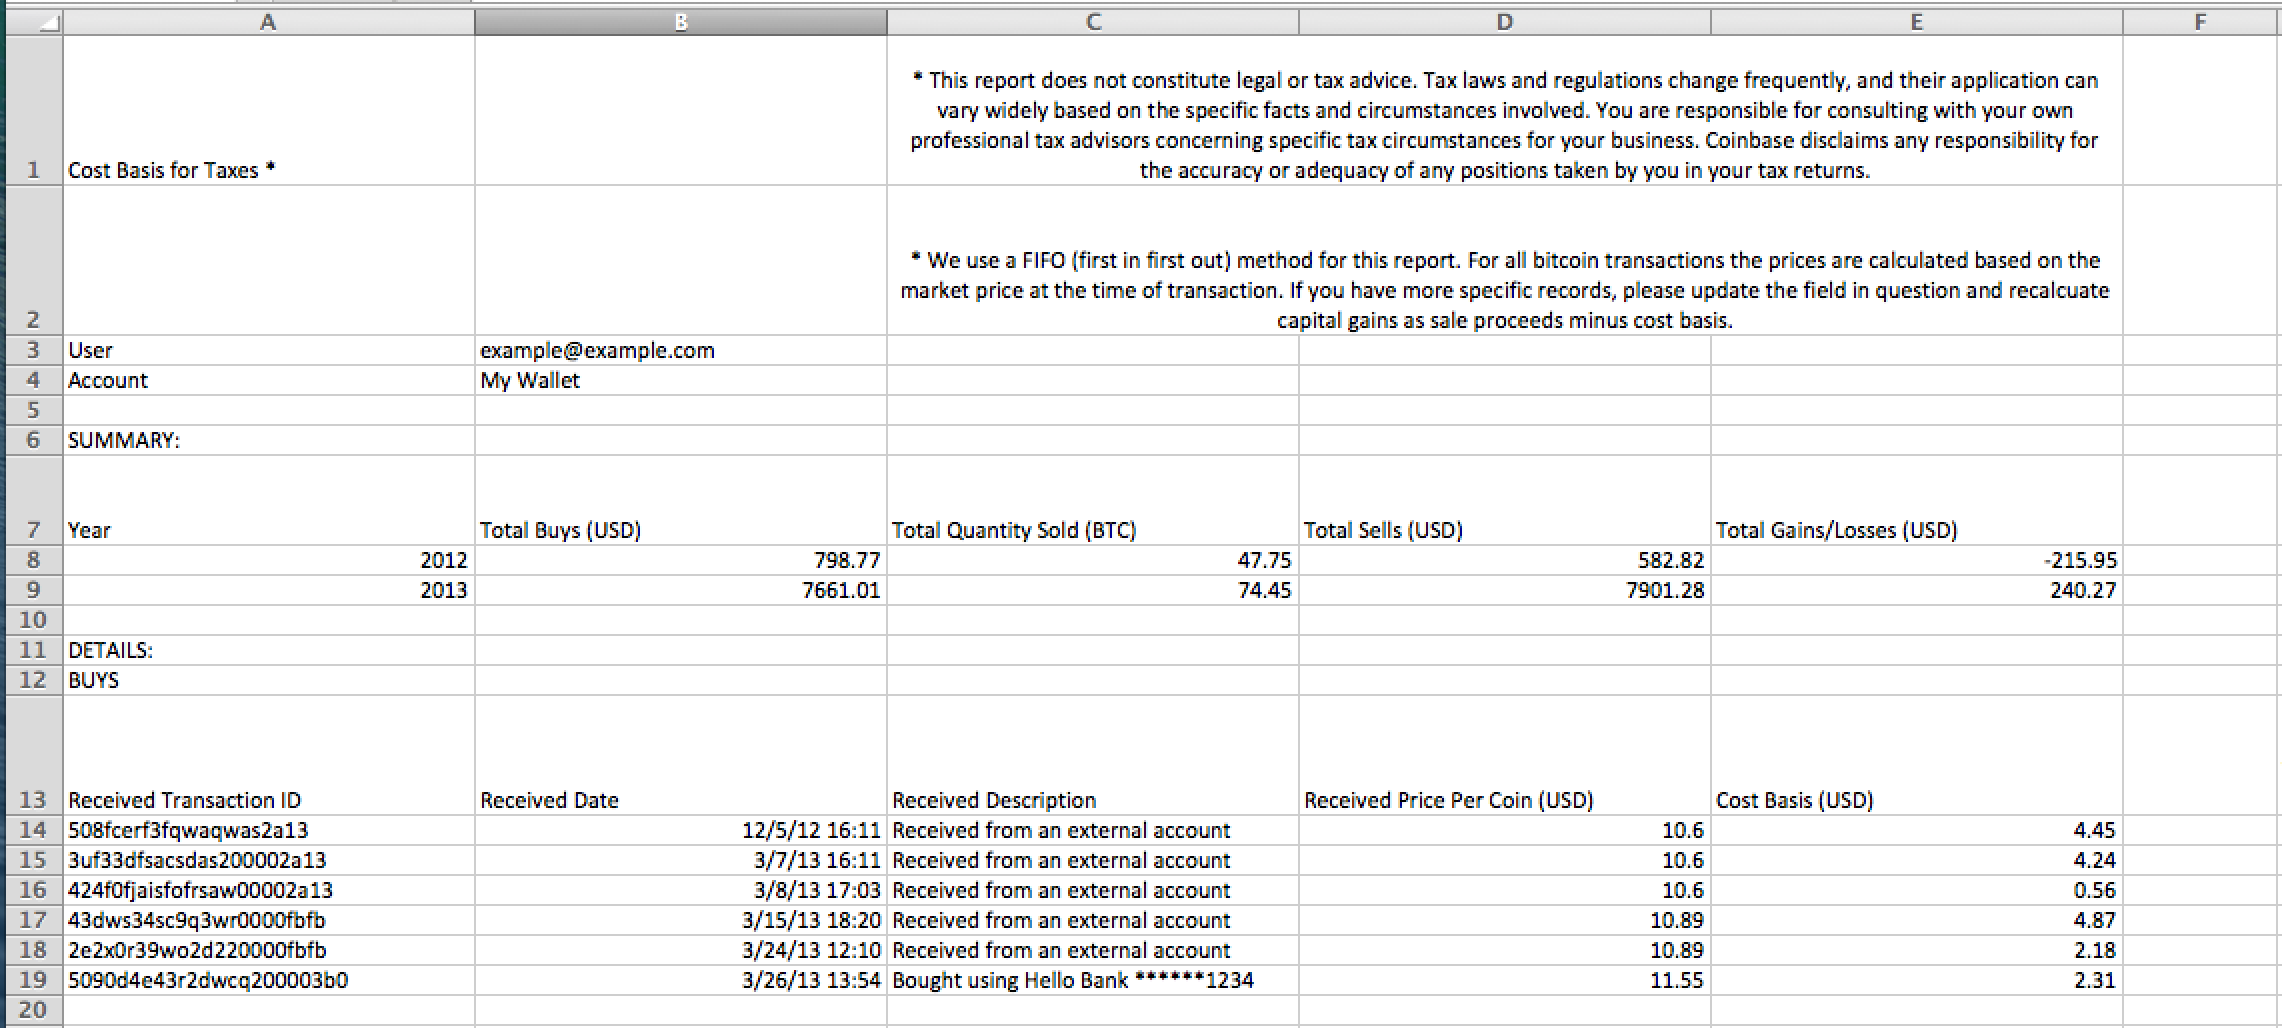 A B C D E F
1 Cost Basis for Taxes * * This report does not constitute legal or tax advice. Tax laws and regulations change frequently, and their application can
vary widely based on the specific facts and circumstances involved. You are responsible for consulting with your own
professional tax advisors concerning specific tax circumstances for your business. Coinbase disclaims any responsibility for
the accuracy or adequacy of any positions taken by you in your tax returns.
2 * We use a FIFO (first in first out) method for this report. For all bitcoin transactions the prices are calculated based on the
market price at the time of transaction. If you have more specific records, please update the field in question and recalcuate
capital gains as sale proceeds minus cost basis.
3 User example@example.com
4 Account My Wallet
5
6 SUMMARY:
7 Year Total Buys (USD) Total Quantity Sold (BTC) Total Sells (USD) Total Gains/Losses (USD)
8 2012 798.77 47.75 582.82 -215.95
9 2013 7661.01 74.45 7901.28 240.27
10
11 DETAILS:
12 BUYS
13 Received Transaction ID Received Date Received Description Received Price Per Coin (USD) Cost Basis (USD)
14 508fcerf3fqwaqwas2a13 12/5/12 16:11 Received from an external account 10.6 4.45
15 3uf33dfsacsdas200002a13 3/7/13 16:11 Received from an external account 10.6 4.24
16 424f0fjaisfofrsaw00002a13 3/8/13 17:03 Received from an external account 10.6 0.56
17 43dws34sc9q3wr0000fbfb 3/15/13 18:20 Received from an external account 10.89 4.87
18 2e2x0r39wo2d220000fbfb 3/24/13 12:10 Received from an external account 10.89 2.18
19 5090d4e43r2dwcq200003b0 3/26/13 13:54 Bought using Hello Bank ******1234 11.55 2.31
20